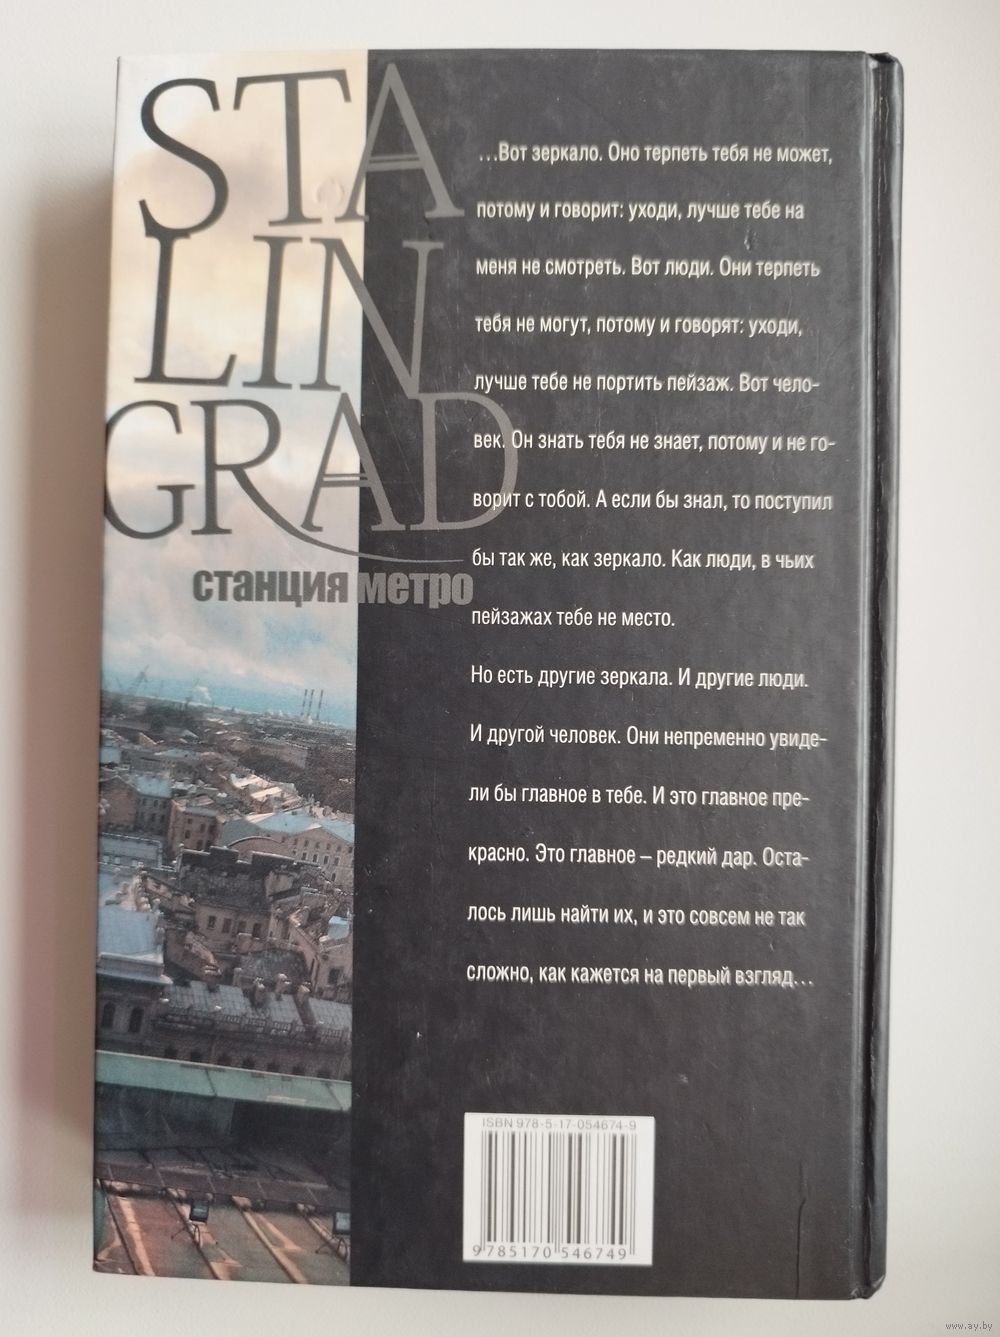 STA
LIN
GRAD
станция метро
...Вот зеркало. Оно терпеть тебя не может,
потому и говорит: уходи, лучше тебе на
меня не смотреть. Вот люди. Они терпеть
тебя не могут, потому и говорят: уходи,
лучше тебе не портить пейзаж. Вот чело-
век. Он знать тебя не знает, потому и не го-
ворит с тобой. А если бы знал, то поступил
бы так же, как зеркало. Как люди, в чьих
пейзажах тебе не место.
Но есть другие зеркала. И другие люди.
И другой человек. Они непременно увиде-
ли бы главное в тебе. И это главное пре-
красно. Это главное – редкий дар. Оста-
лось лишь найти их, и это совсем не так
сложно, как кажется на первый взгляд...
ISBN 978-5-17-054674-9
9 785170 546749
www.ay.by